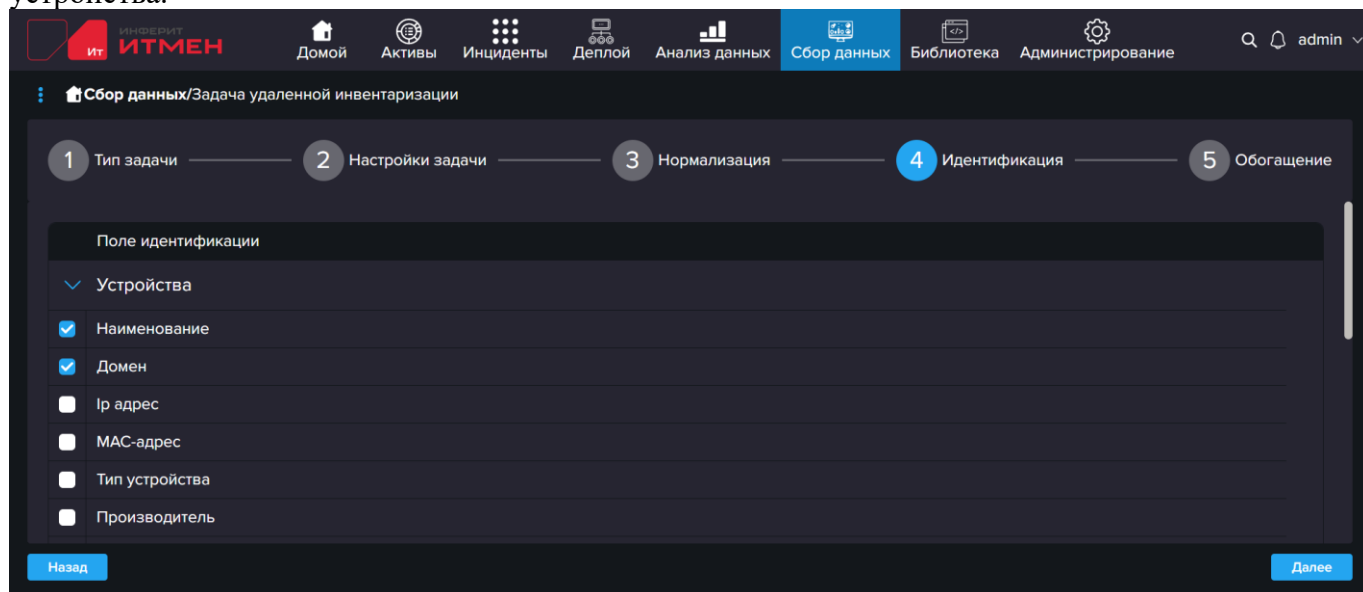 устройства.
ИНФЕРИТ
ИТМЕН
Ит
Домой Активы Инциденты Деплой Анализ данных Сбор данных Библиотека Администрирование admin
Сбор данных/Задача удаленной инвентаризации
1 Тип задачи 2 Настройки задачи 3 Нормализация 4 Идентификация 5 Обогащение
Поле идентификации
Устройства
Наименование
Домен
Ip адрес
MAC-адрес
Тип устройства
Производитель
Назад Далее